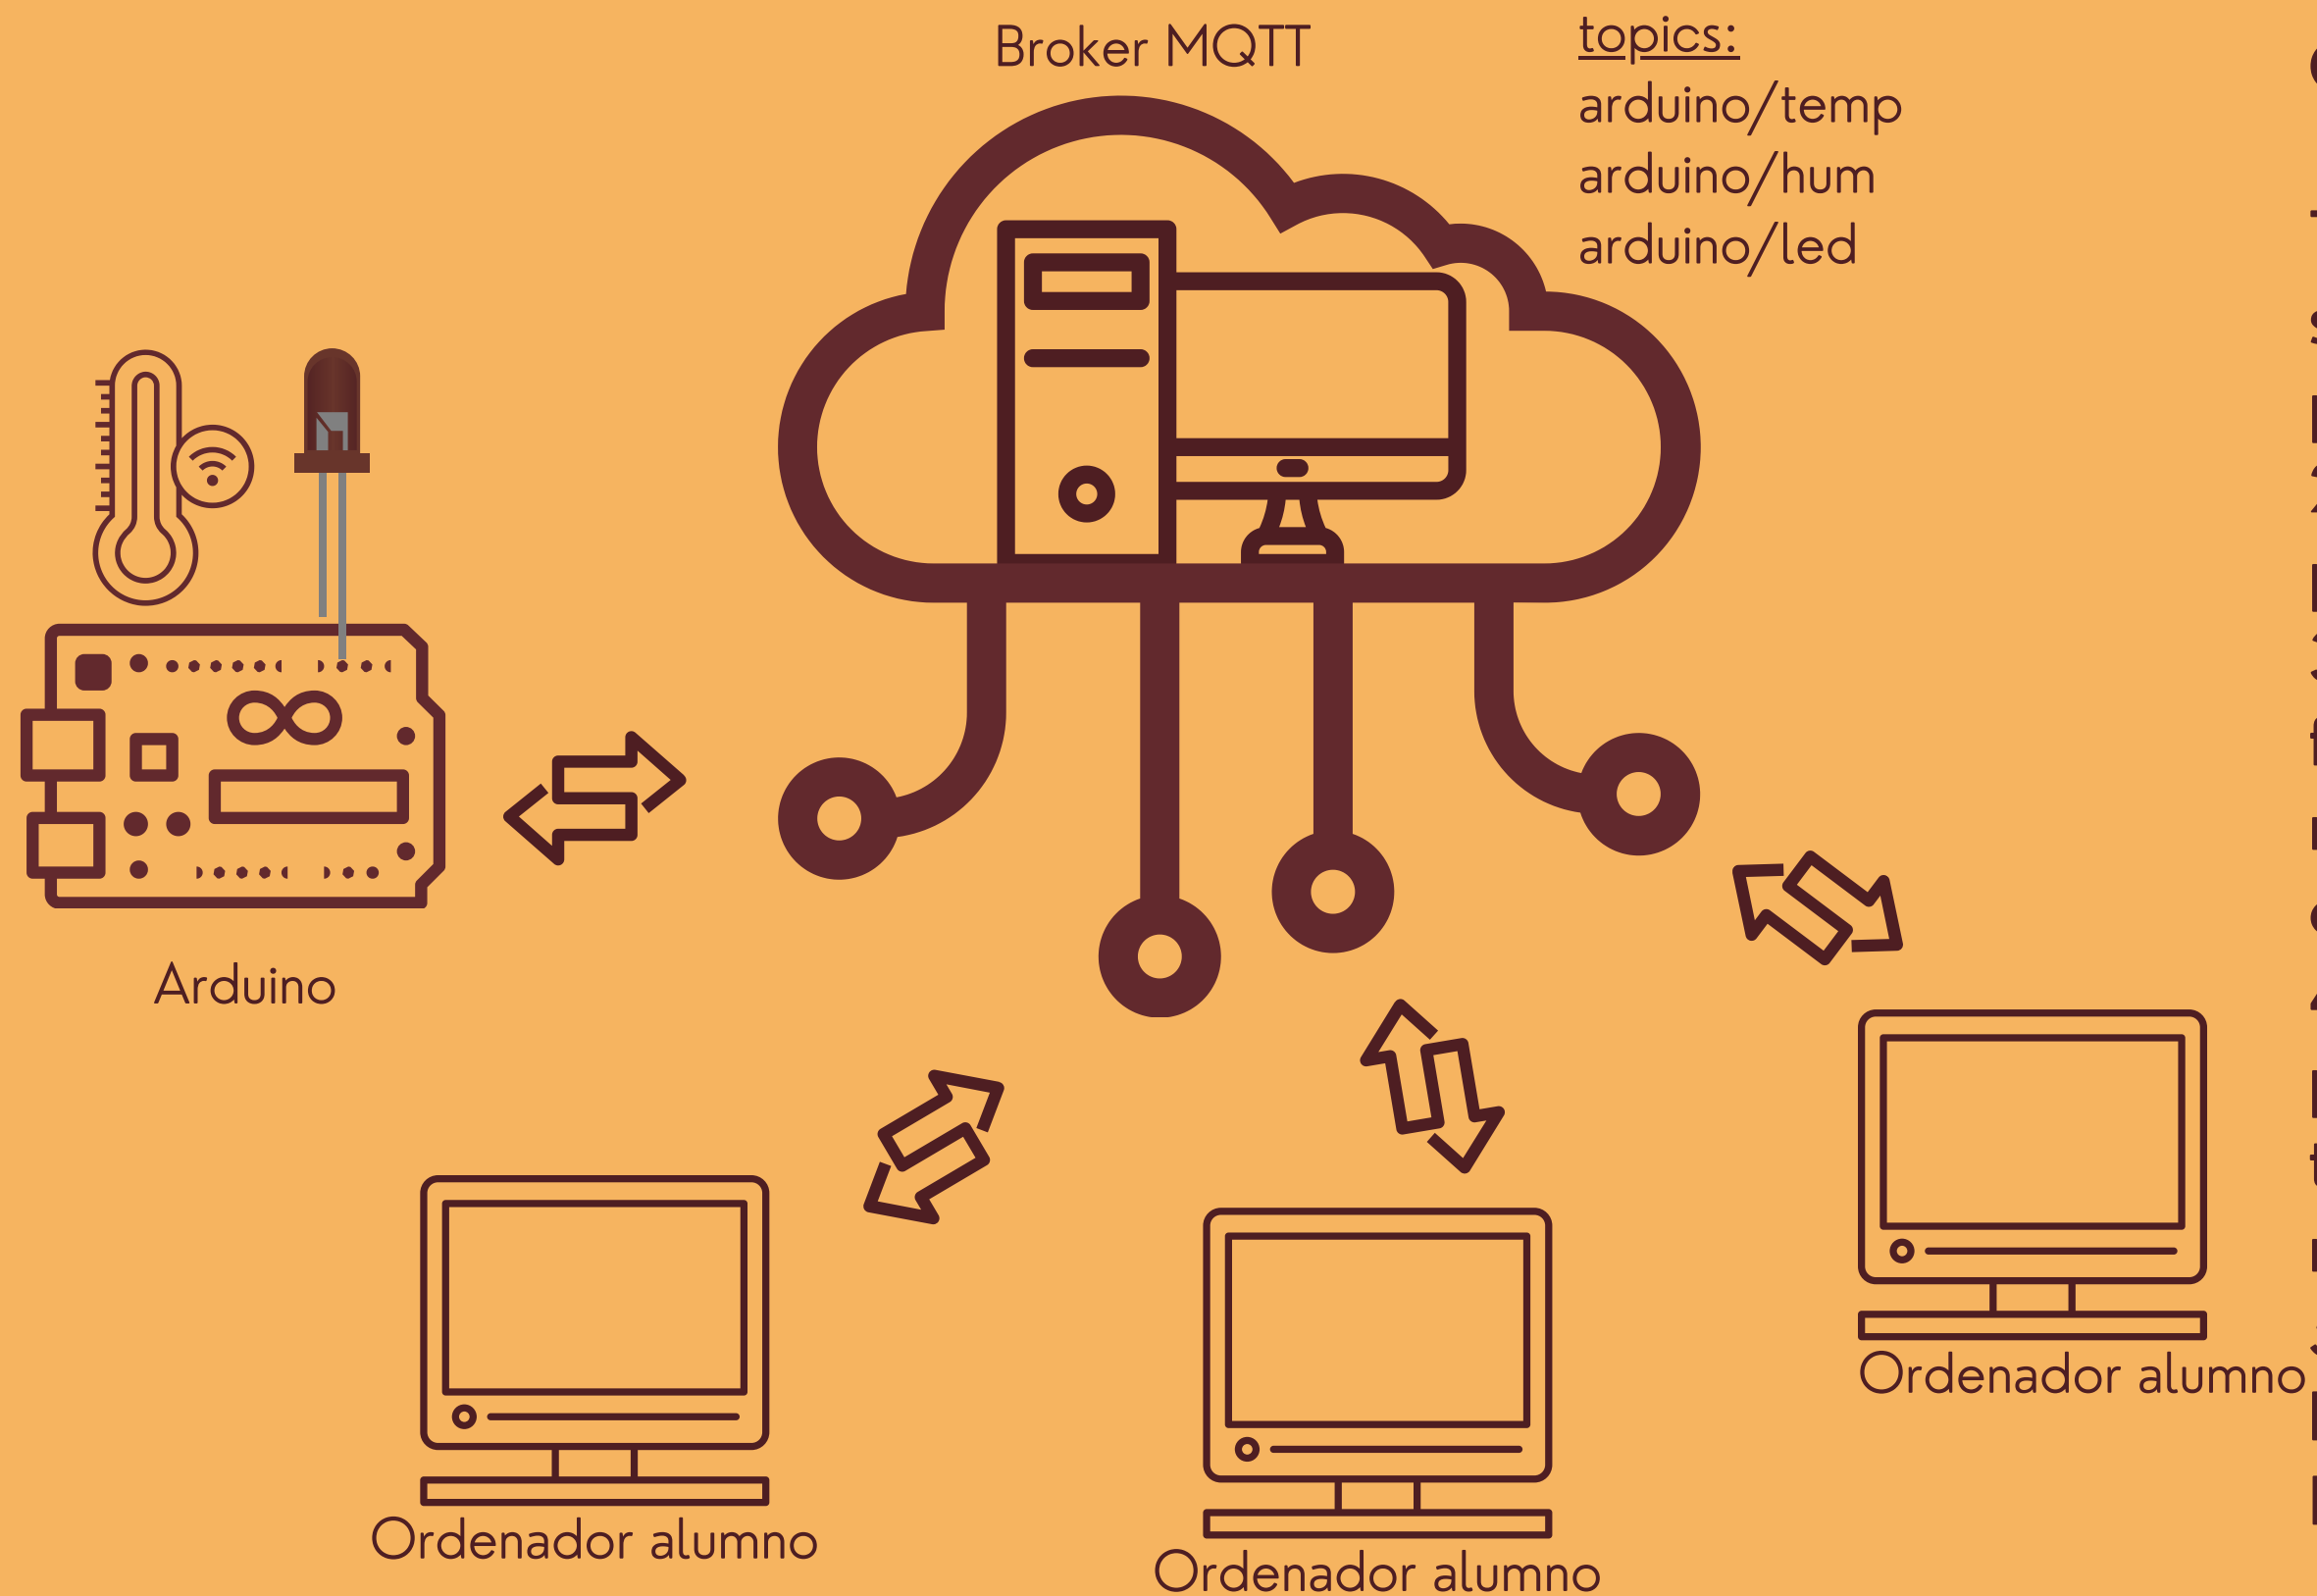 Broker MQTT
topics:
arduino/temp
arduino/hum
arduino/led
Arduino
Ordenador alumno
Ordenador alumno
Ordenador alumno